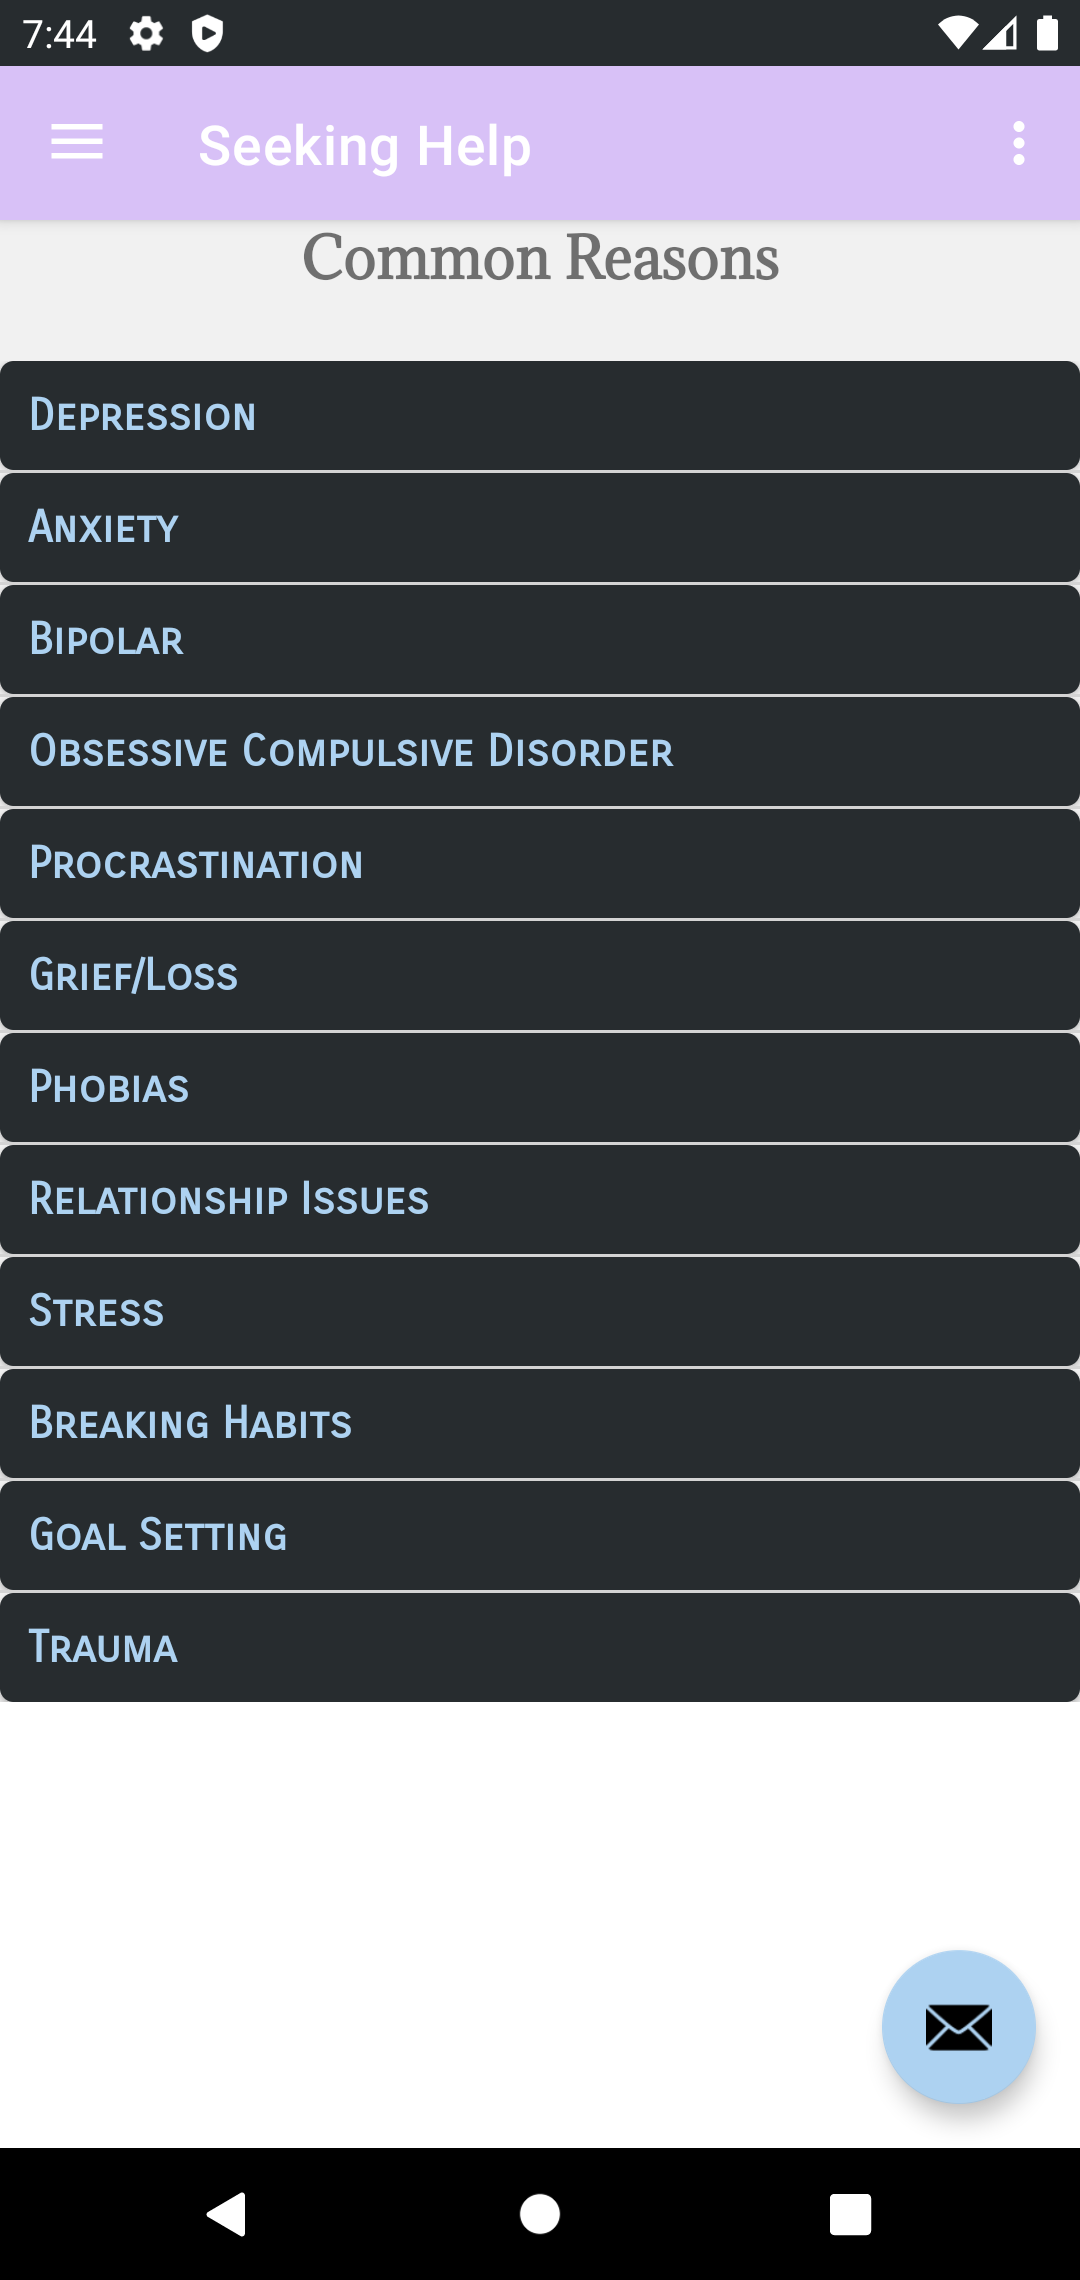 7:44
Seeking Help
Common Reasons
Depression
Anxiety
Bipolar
Obsessive Compulsive Disorder
Procrastination
Grief/Loss
Phobias
Relationship Issues
Stress
Breaking Habits
Goal Setting
Trauma